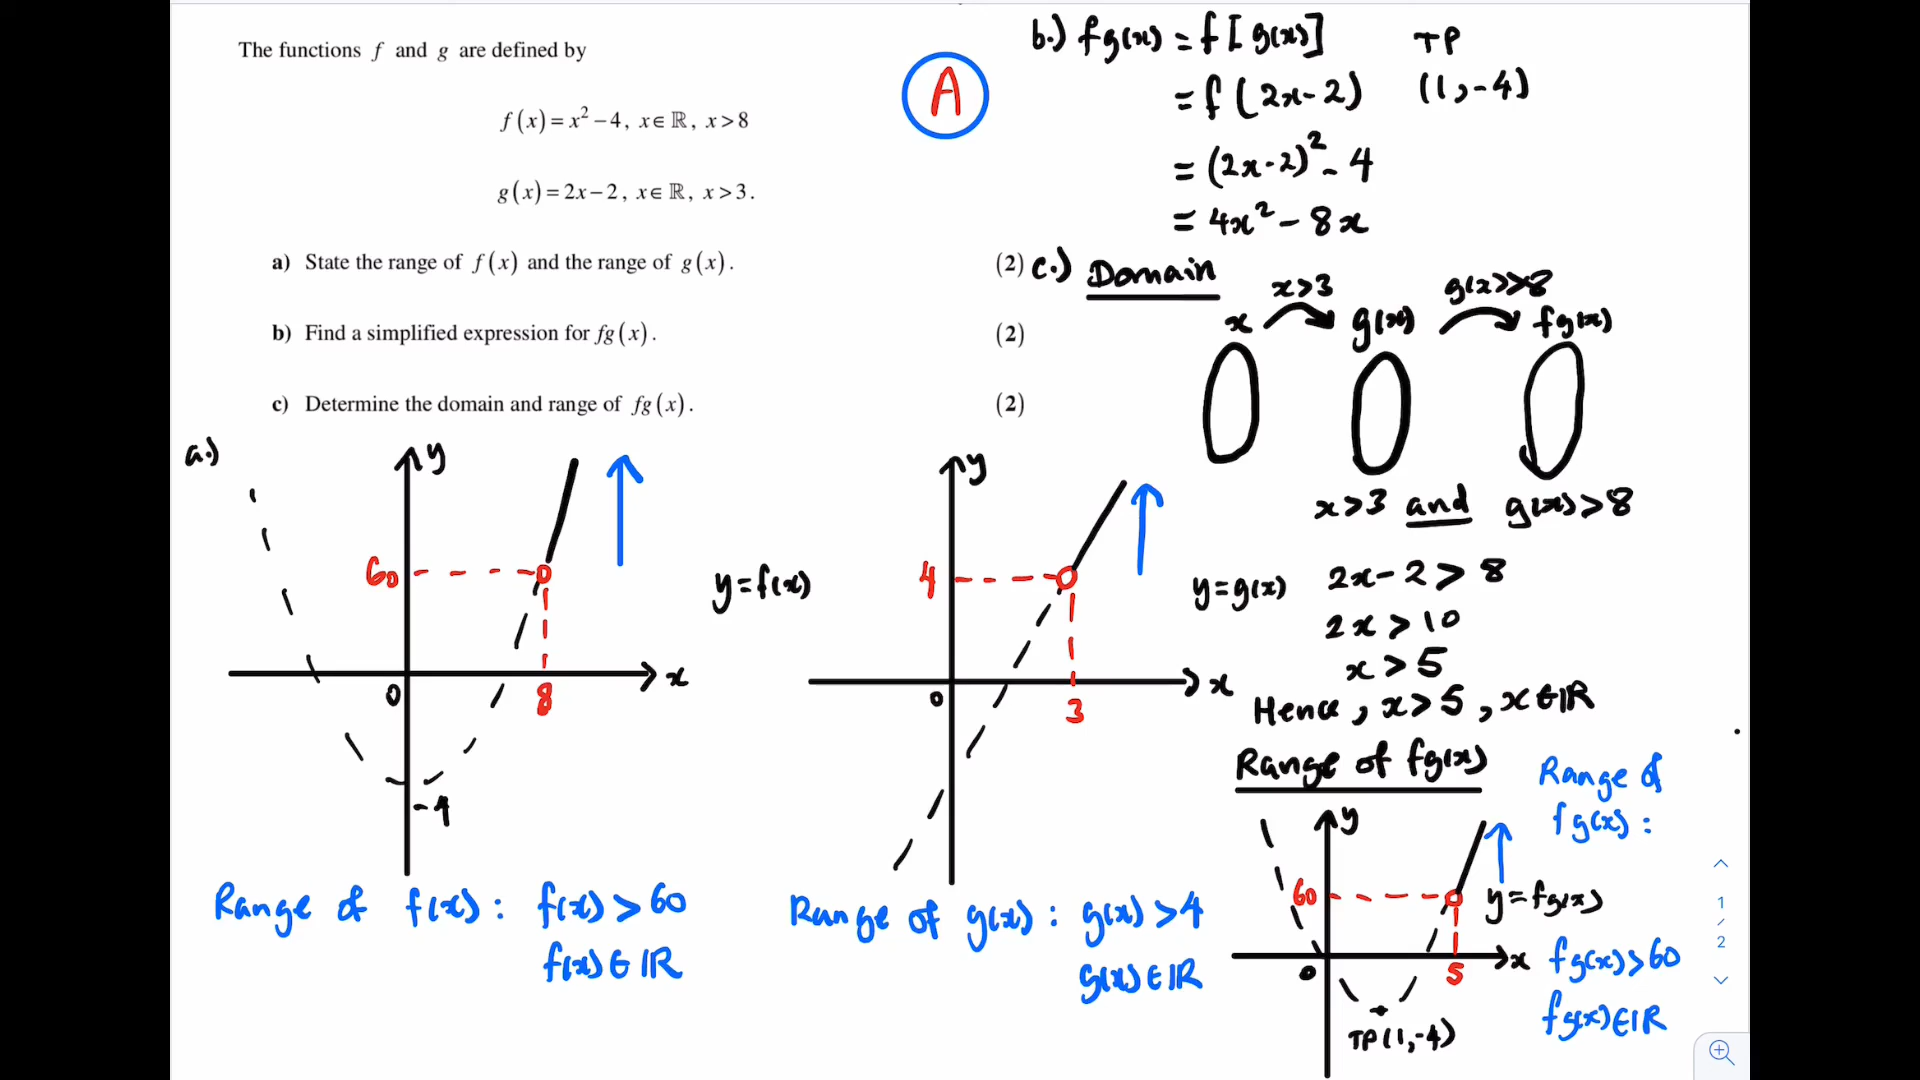 The functions f and g are defined by
f(x) = x² − 4, x ∈ ℝ, x > 8
g(x) = 2x − 2, x ∈ ℝ, x > 3.
a) State the range of f(x) and the range of g(x). (2)
b) Find a simplified expression for fg(x). (2)
c) Determine the domain and range of fg(x). (2)
A
b.) fg(x) = f[g(x)]
= f(2x-2)
= (2x-2)² - 4
= 4x² - 8x
TP
(1,-4)
c.) Domain
x>3 g(x)>8
x g(x) fg(x)
x>3 and g(x)>8
2x-2>8
2x>10
x>5
Hence, x>5, x∈ℝ
a.)
y
60
y=f(x)
x
0
8
-4
Range of f(x): f(x)>60
f(x)∈ℝ
y
4
y=g(x)
x
0
3
Range of g(x): g(x)>4
g(x)∈ℝ
Range of fg(x)
y
60
y=fg(x)
x
0
5
TP(1,-4)
Range of
fg(x):
fg(x)>60
fg(x)∈ℝ
1
/
2